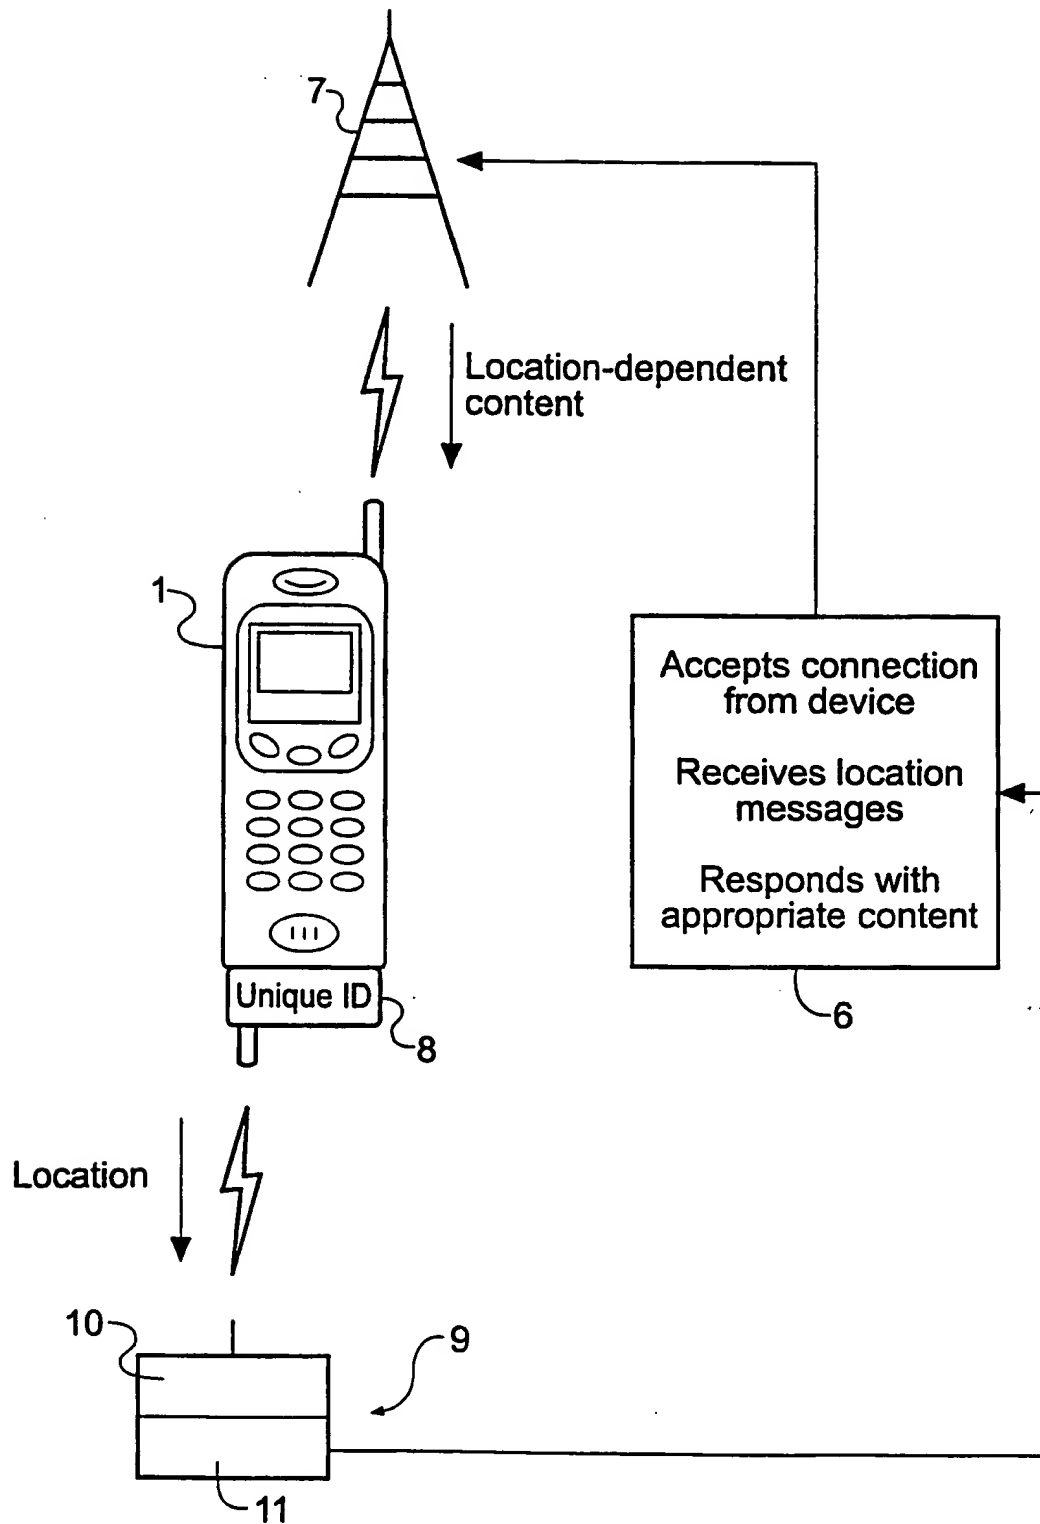 7
Location-dependent
content
1
Accepts connection
from device
Receives location
messages
Responds with
appropriate content
Unique ID
6
8
Location
10
9
11